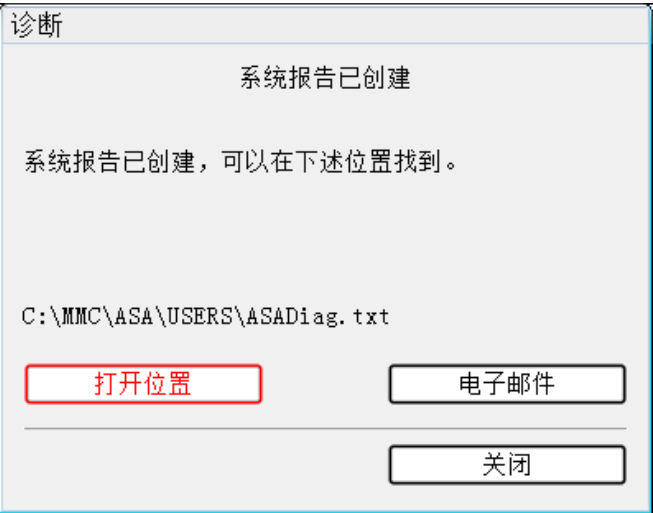 诊断
系统报告已创建
系统报告已创建，可以在下述位置找到。
C:\MMC\ASA\USERS\ASADiag.txt
打开位置
电子邮件
关闭